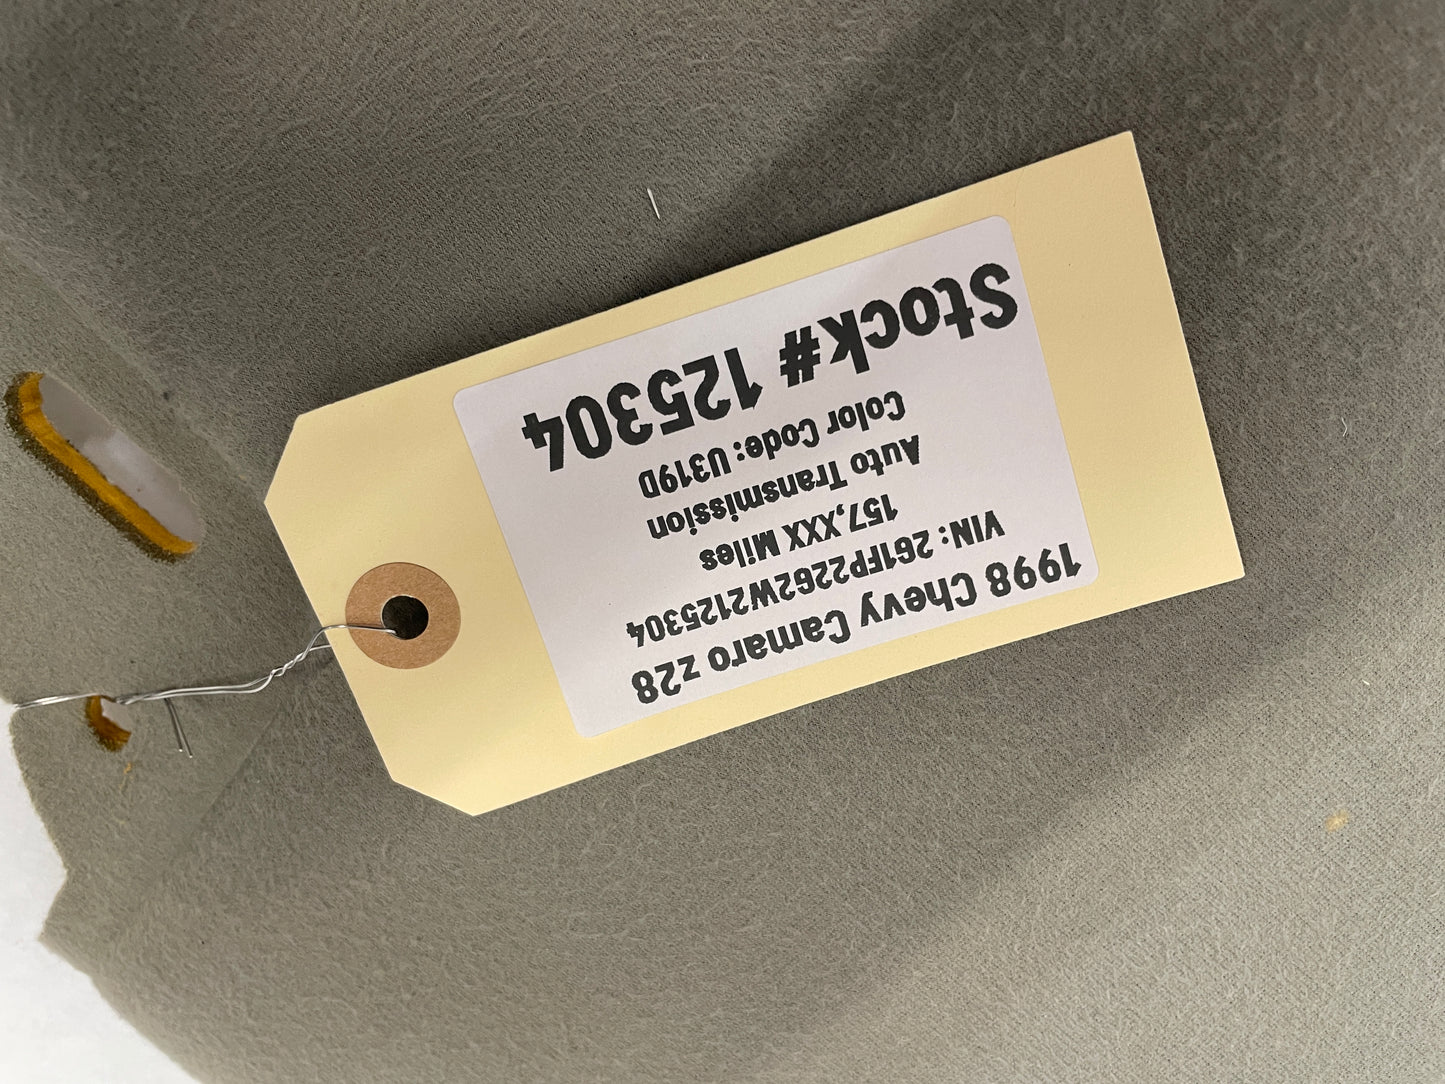 1998 Chevy Camaro z28
VIN: 2G1FP22G2W2125304
157,XXX Miles
Auto Transmission
Color Code: U319D
Stock# 125304